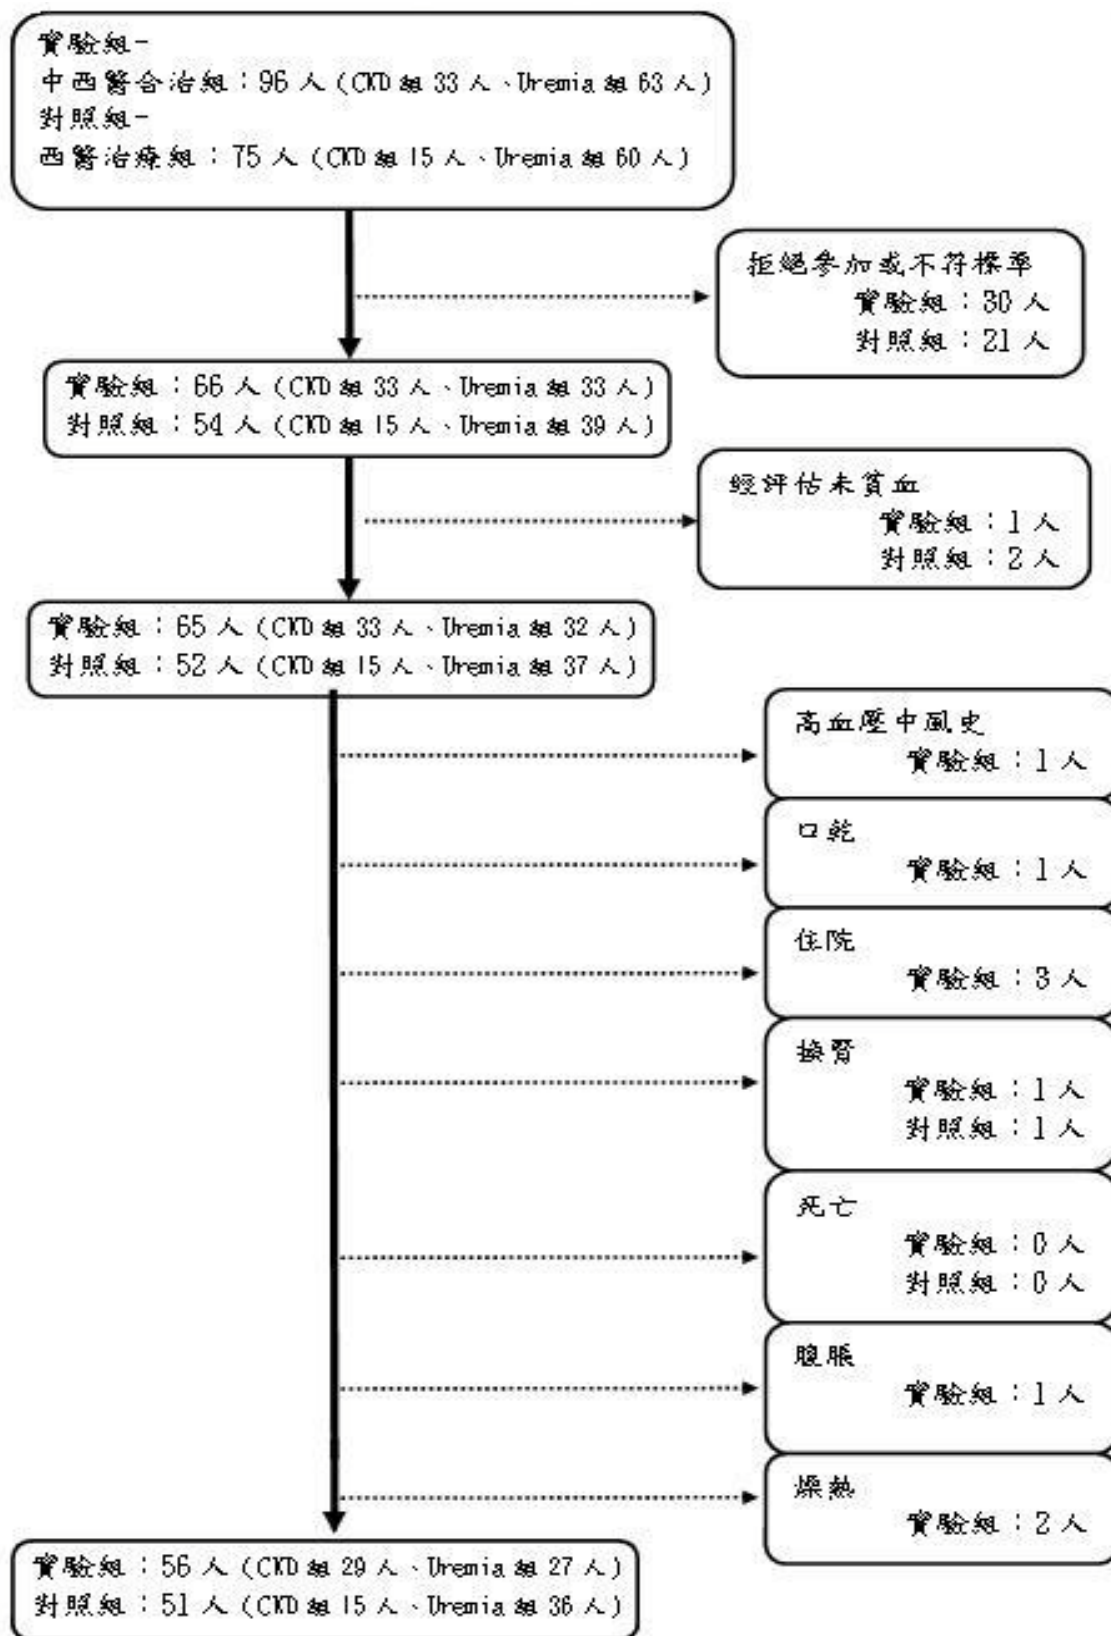 實驗組-
中西醫合治組：96 人 (CKD 組 33 人、Uremia 組 63 人)
對照組-
西醫治療組：75 人 (CKD 組 15 人、Uremia 組 60 人)
拒絕參加或不符標準
實驗組：30 人
對照組：21 人
實驗組：66 人 (CKD 組 33 人、Uremia 組 33 人)
對照組：54 人 (CKD 組 15 人、Uremia 組 39 人)
經評估未貧血
實驗組：1 人
對照組：2 人
實驗組：65 人 (CKD 組 33 人、Uremia 組 32 人)
對照組：52 人 (CKD 組 15 人、Uremia 組 37 人)
高血壓中風史
實驗組：1 人
口乾
實驗組：1 人
住院
實驗組：3 人
換腎
實驗組：1 人
對照組：1 人
死亡
實驗組：0 人
對照組：0 人
腹脹
實驗組：1 人
燥熱
實驗組：2 人
實驗組：56 人 (CKD 組 29 人、Uremia 組 27 人)
對照組：51 人 (CKD 組 15 人、Uremia 組 36 人)